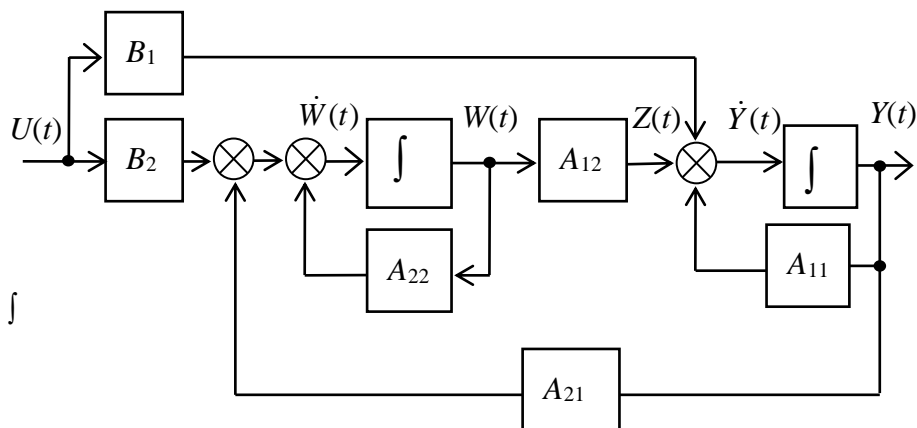 B₁
U(t)
Ẇ(t)
W(t)
Z(t)
Ẏ(t)
Y(t)
B₂
∫
A₁₂
∫
A₂₂
A₁₁
∫
A₂₁